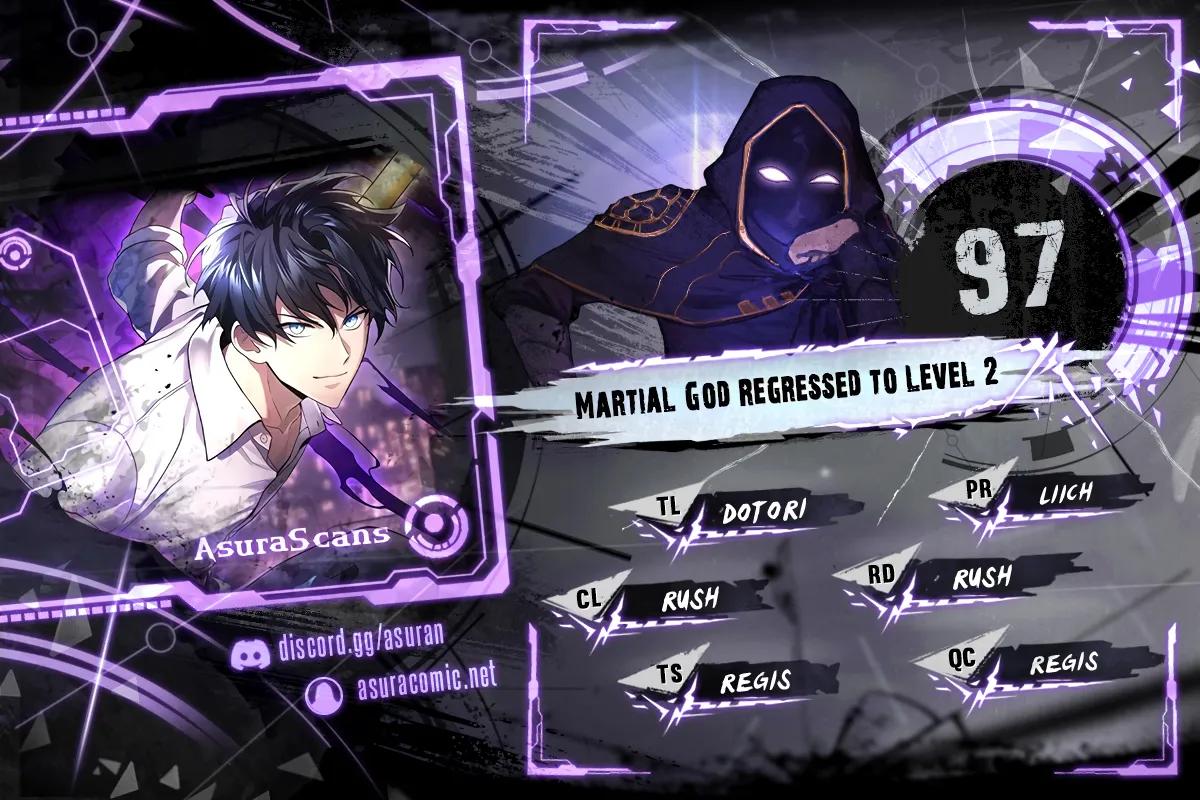 AsuraScans
discord.gg/asuran
asuracomic.net
97
MARTIAL GOD REGRESSED TO LEVEL 2
TL DOTORI
PR LIICH
CL RUSH
RD RUSH
TS REGIS
QC REGIS